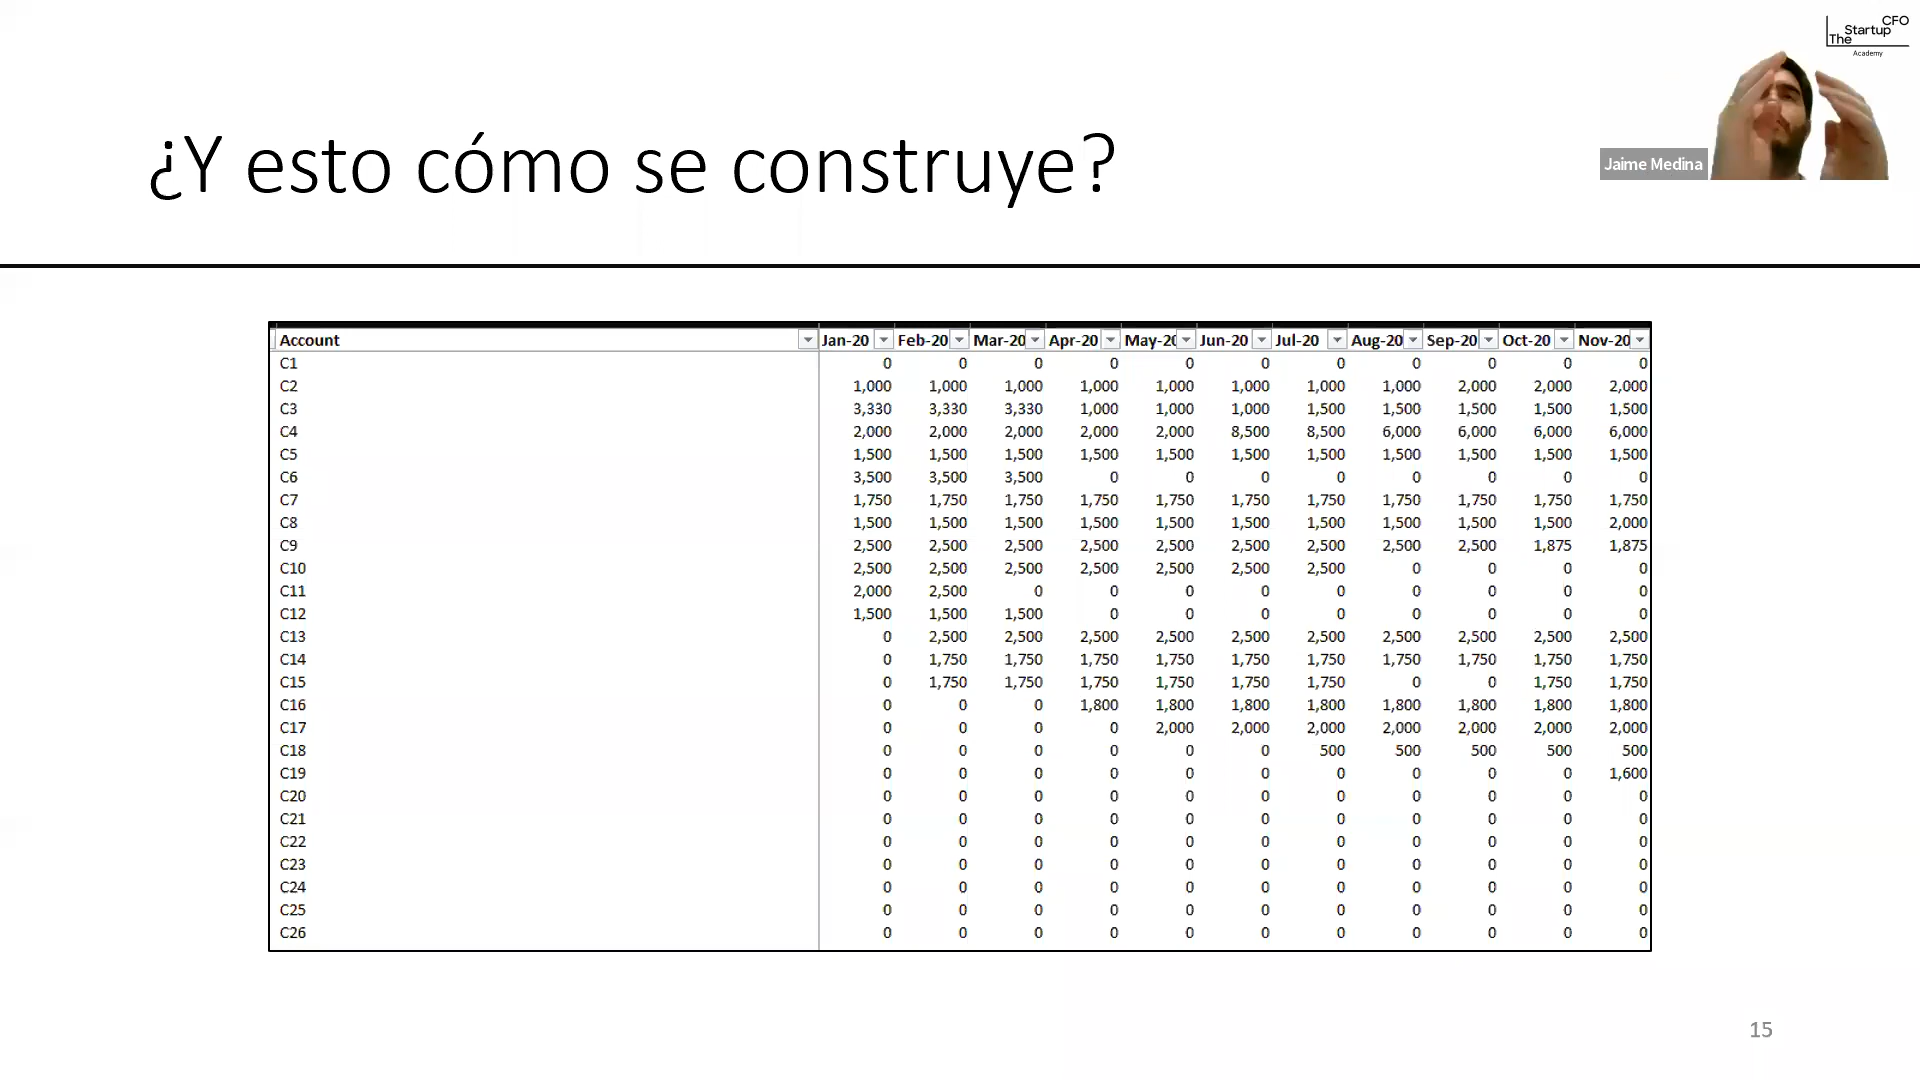 CFO
Startup
The
Academy
¿Y esto cómo se construye?
Jaime Medina
Account Jan-20 Feb-20 Mar-20 Apr-20 May-20 Jun-20 Jul-20 Aug-20 Sep-20 Oct-20 Nov-20
C1 0 0 0 0 0 0 0 0 0 0 0
C2 1,000 1,000 1,000 1,000 1,000 1,000 1,000 1,000 2,000 2,000 2,000
C3 3,330 3,330 3,330 1,000 1,000 1,000 1,500 1,500 1,500 1,500 1,500
C4 2,000 2,000 2,000 2,000 2,000 8,500 8,500 6,000 6,000 6,000 6,000
C5 1,500 1,500 1,500 1,500 1,500 1,500 1,500 1,500 1,500 1,500 1,500
C6 3,500 3,500 3,500 0 0 0 0 0 0 0 0
C7 1,750 1,750 1,750 1,750 1,750 1,750 1,750 1,750 1,750 1,750 1,750
C8 1,500 1,500 1,500 1,500 1,500 1,500 1,500 1,500 1,500 1,500 2,000
C9 2,500 2,500 2,500 2,500 2,500 2,500 2,500 2,500 2,500 1,875 1,875
C10 2,500 2,500 2,500 2,500 2,500 2,500 2,500 0 0 0 0
C11 2,000 2,500 0 0 0 0 0 0 0 0 0
C12 1,500 1,500 1,500 0 0 0 0 0 0 0 0
C13 0 2,500 2,500 2,500 2,500 2,500 2,500 2,500 2,500 2,500 2,500
C14 0 1,750 1,750 1,750 1,750 1,750 1,750 1,750 1,750 1,750 1,750
C15 0 1,750 1,750 1,750 1,750 1,750 1,750 0 0 1,750 1,750
C16 0 0 0 1,800 1,800 1,800 1,800 1,800 1,800 1,800 1,800
C17 0 0 0 0 2,000 2,000 2,000 2,000 2,000 2,000 2,000
C18 0 0 0 0 0 0 500 500 500 500 500
C19 0 0 0 0 0 0 0 0 0 0 1,600
C20 0 0 0 0 0 0 0 0 0 0 0
C21 0 0 0 0 0 0 0 0 0 0 0
C22 0 0 0 0 0 0 0 0 0 0 0
C23 0 0 0 0 0 0 0 0 0 0 0
C24 0 0 0 0 0 0 0 0 0 0 0
C25 0 0 0 0 0 0 0 0 0 0 0
C26 0 0 0 0 0 0 0 0 0 0 0
15